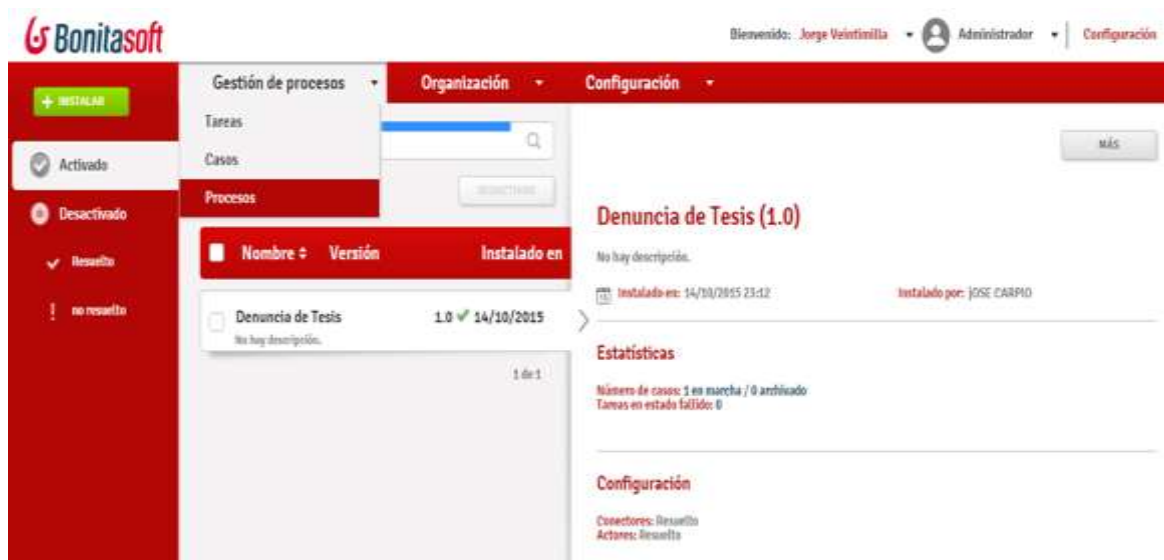 Bonitasoft
Bienvenido: Jorge Veintimilla
Administrador
Configuración
+ INSTALAR
Gestión de procesos
Organización
Configuración
Tareas
Casos
Procesos
Activado
Desactivado
Resuelto
no resuelto
DESACTIVAR
MÁS
Nombre Versión Instalado en
Denuncia de Tesis 1.0 14/10/2015
No hay descripción.
1 de 1
Denuncia de Tesis (1.0)
No hay descripción.
Instalado en: 14/10/2015 23:12 Instalado por: JOSE CARPIO
Estatísticas
Número de casos: 1 en marcha / 0 archivado
Tareas en estado fallido: 0
Configuración
Conectores: Resuelto
Actores: Resuelto